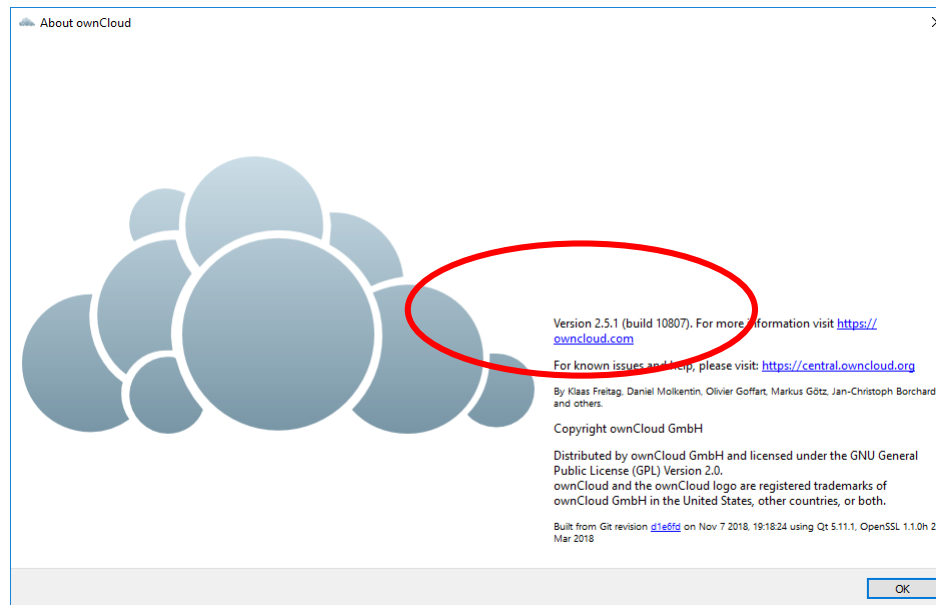 About ownCloud
Version 2.5.1 (build 10807). For more information visit https://
owncloud.com
For known issues and help, please visit: https://central.owncloud.org
By Klaas Freitag, Daniel Molkentin, Olivier Goffart, Markus Götz, Jan-Christoph Borchard
and others.
Copyright ownCloud GmbH
Distributed by ownCloud GmbH and licensed under the GNU General
Public License (GPL) Version 2.0.
ownCloud and the ownCloud logo are registered trademarks of
ownCloud GmbH in the United States, other countries, or both.
Built from Git revision d1e6fd on Nov 7 2018, 19:18:24 using Qt 5.11.1, OpenSSL 1.1.0h 2
Mar 2018
OK